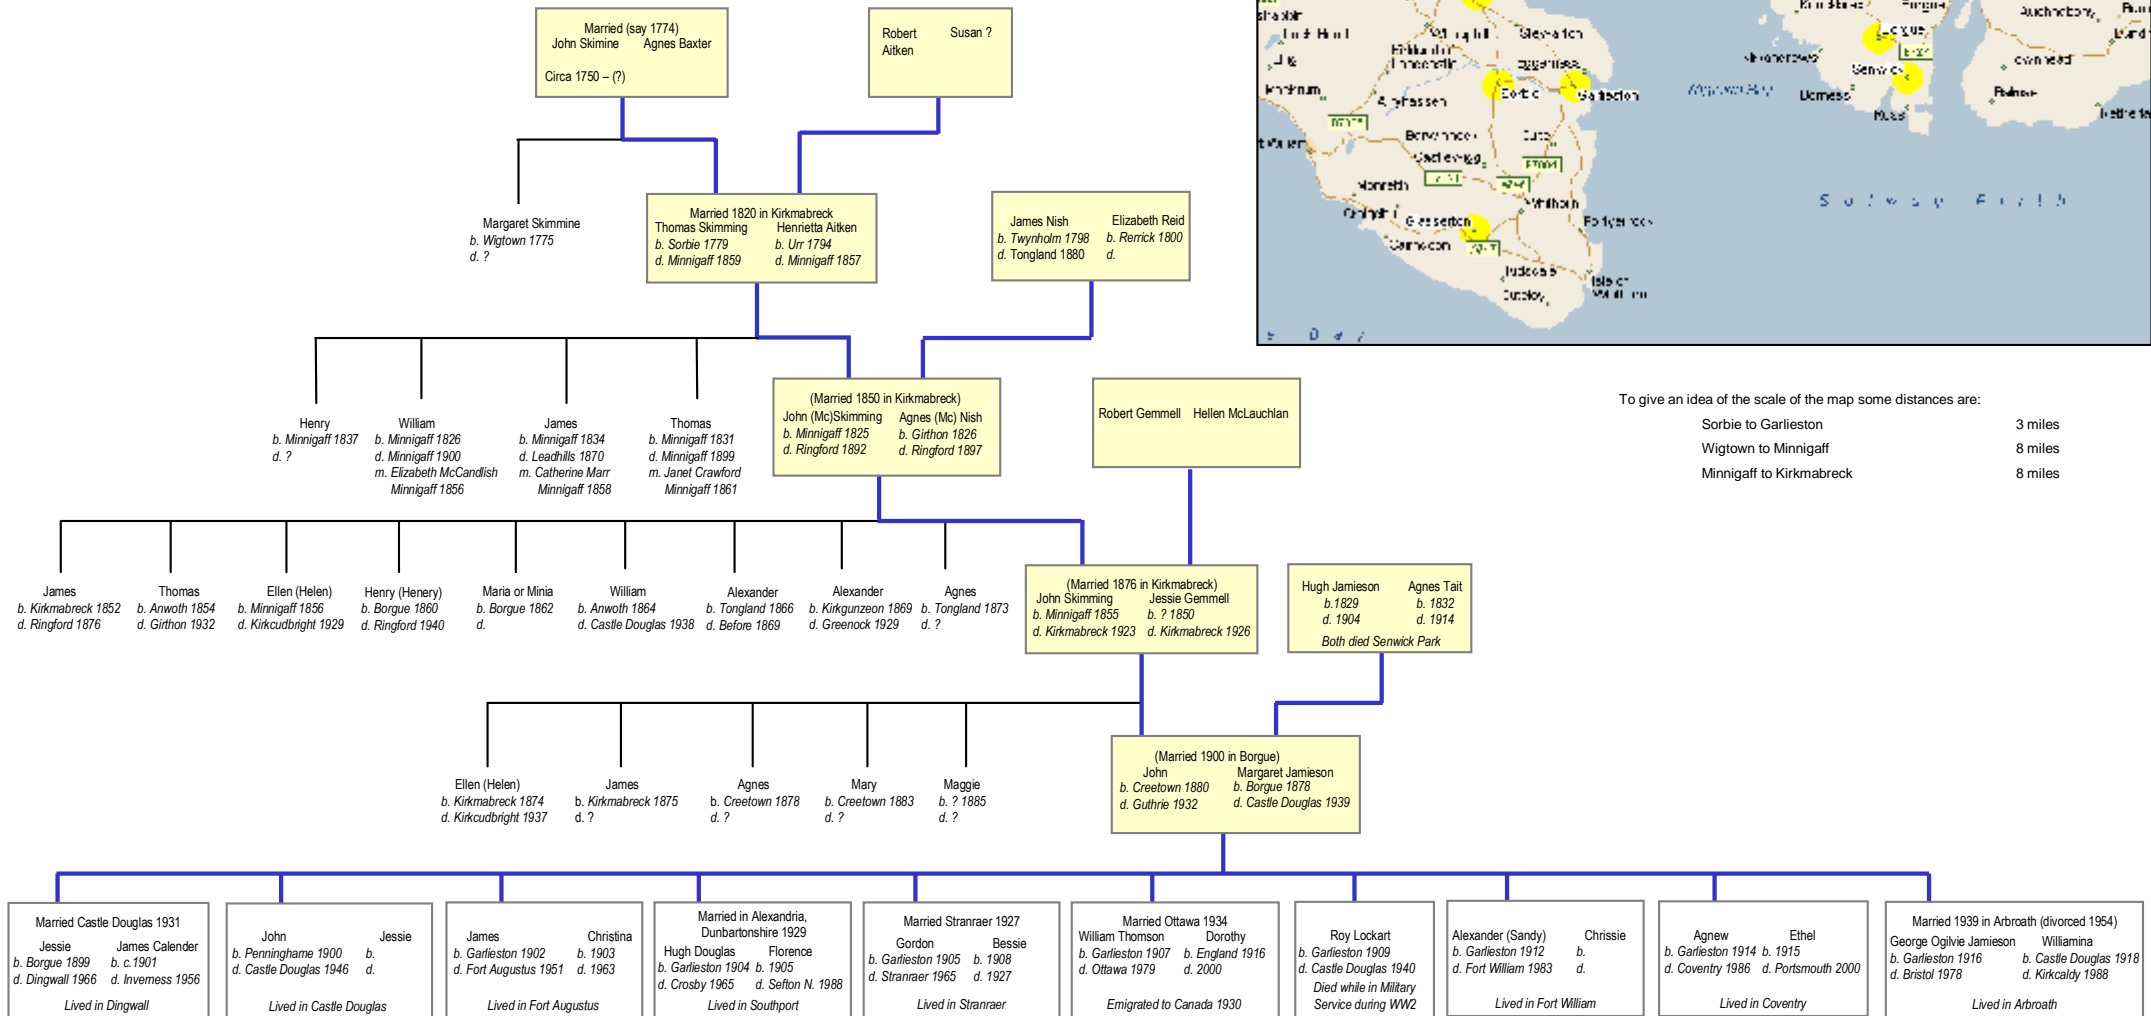 Married (say 1774)
John Skimine Agnes Baxter
Circa 1750 – (?)
Robert Susan ?
Aitken
Margaret Skimmine
b. Wigtown 1775
d. ?
Married 1820 in Kirkmabreck
Thomas Skimming Henrietta Aitken
b. Sorbie 1779 b. Urr 1794
d. Minnigaff 1859 d. Minnigaff 1857
James Nish Elizabeth Reid
b. Twynholm 1798 b. Rerrick 1800
d. Tongland 1880 d.
Henry
b. Minnigaff 1837
d. ?
William
b. Minnigaff 1826
d. Minnigaff 1900
m. Elizabeth McCandlish
Minnigaff 1856
James
b. Minnigaff 1834
d. Leadhills 1870
m. Catherine Marr
Minnigaff 1858
Thomas
b. Minnigaff 1831
d. Minnigaff 1899
m. Janet Crawford
Minnigaff 1861
(Married 1850 in Kirkmabreck)
John (Mc)Skimming Agnes (Mc) Nish
b. Minnigaff 1825 b. Girthon 1826
d. Ringford 1892 d. Ringford 1897
Robert Gemmell Hellen McLauchlan
To give an idea of the scale of the map some distances are:
Sorbie to Garlieston 3 miles
Wigtown to Minnigaff 8 miles
Minnigaff to Kirkmabreck 8 miles
James
b. Kirkmabreck 1852
d. Ringford 1876
Thomas
b. Anwoth 1854
d. Girthon 1932
Ellen (Helen)
b. Minnigaff 1856
d. Kirkcudbright 1929
Henry (Henery)
b. Borgue 1860
d. Ringford 1940
Maria or Minia
b. Borgue 1862
d.
William
b. Anwoth 1864
d. Castle Douglas 1938
Alexander
b. Tongland 1866
d. Before 1869
Alexander
b. Kirkgunzeon 1869
d. Greenock 1929
Agnes
b. Tongland 1873
d. ?
(Married 1876 in Kirkmabreck)
John Skimming Jessie Gemmell
b. Minnigaff 1855 b. ? 1850
d. Kirkmabreck 1923 d. Kirkmabreck 1926
Hugh Jamieson Agnes Tait
b.1829 b. 1832
d. 1904 d. 1914
Both died Senwick Park
Ellen (Helen)
b. Kirkmabreck 1874
d. Kirkcudbright 1937
James
b. Kirkmabreck 1875
d. ?
Agnes
b. Creetown 1878
d. ?
Mary
b. Creetown 1883
d. ?
Maggie
b. ? 1885
d. ?
(Married 1900 in Borgue)
John Margaret Jamieson
b. Creetown 1880 b. Borgue 1878
d. Guthrie 1932 d. Castle Douglas 1939
Married Castle Douglas 1931
Jessie James Calender
b. Borgue 1899 b. c.1901
d. Dingwall 1966 d. Inverness 1956
Lived in Dingwall
John Jessie
b. Penninghame 1900 b.
d. Castle Douglas 1946 d.
Lived in Castle Douglas
James Christina
b. Garlieston 1902 b. 1903
d. Fort Augustus 1951 d. 1963
Lived in Fort Augustus
Married in Alexandria,
Dunbartonshire 1929
Hugh Douglas Florence
b. Garlieston 1904 b. 1905
d. Crosby 1965 d. Sefton N. 1988
Lived in Southport
Married Stranraer 1927
Gordon Bessie
b. Garlieston 1905 b. 1908
d. Stranraer 1965 d. 1927
Lived in Stranraer
Married Ottawa 1934
William Thomson Dorothy
b. Garlieston 1907 b. England 1916
d. Ottawa 1979 d. 2000
Emigrated to Canada 1930
Roy Lockart
b. Garlieston 1909
d. Castle Douglas 1940
Died while in Military
Service during WW2
Alexander (Sandy) Chrissie
b. Garlieston 1912 b.
d. Fort William 1983 d.
Lived in Fort William
Agnew Ethel
b. Garlieston 1914 b. 1915
d. Coventry 1986 d. Portsmouth 2000
Lived in Coventry
Married 1939 in Arbroath (divorced 1954)
George Ogilvie Jamieson Williamina
b. Garlieston 1916 b. Castle Douglas 1918
d. Bristol 1978 d. Kirkcaldy 1988
Lived in Arbroath
Sorbie
Garlieston
Senwick
Glasserton
Whithorn
Isle of
Solway Firth
Wigtown Bay